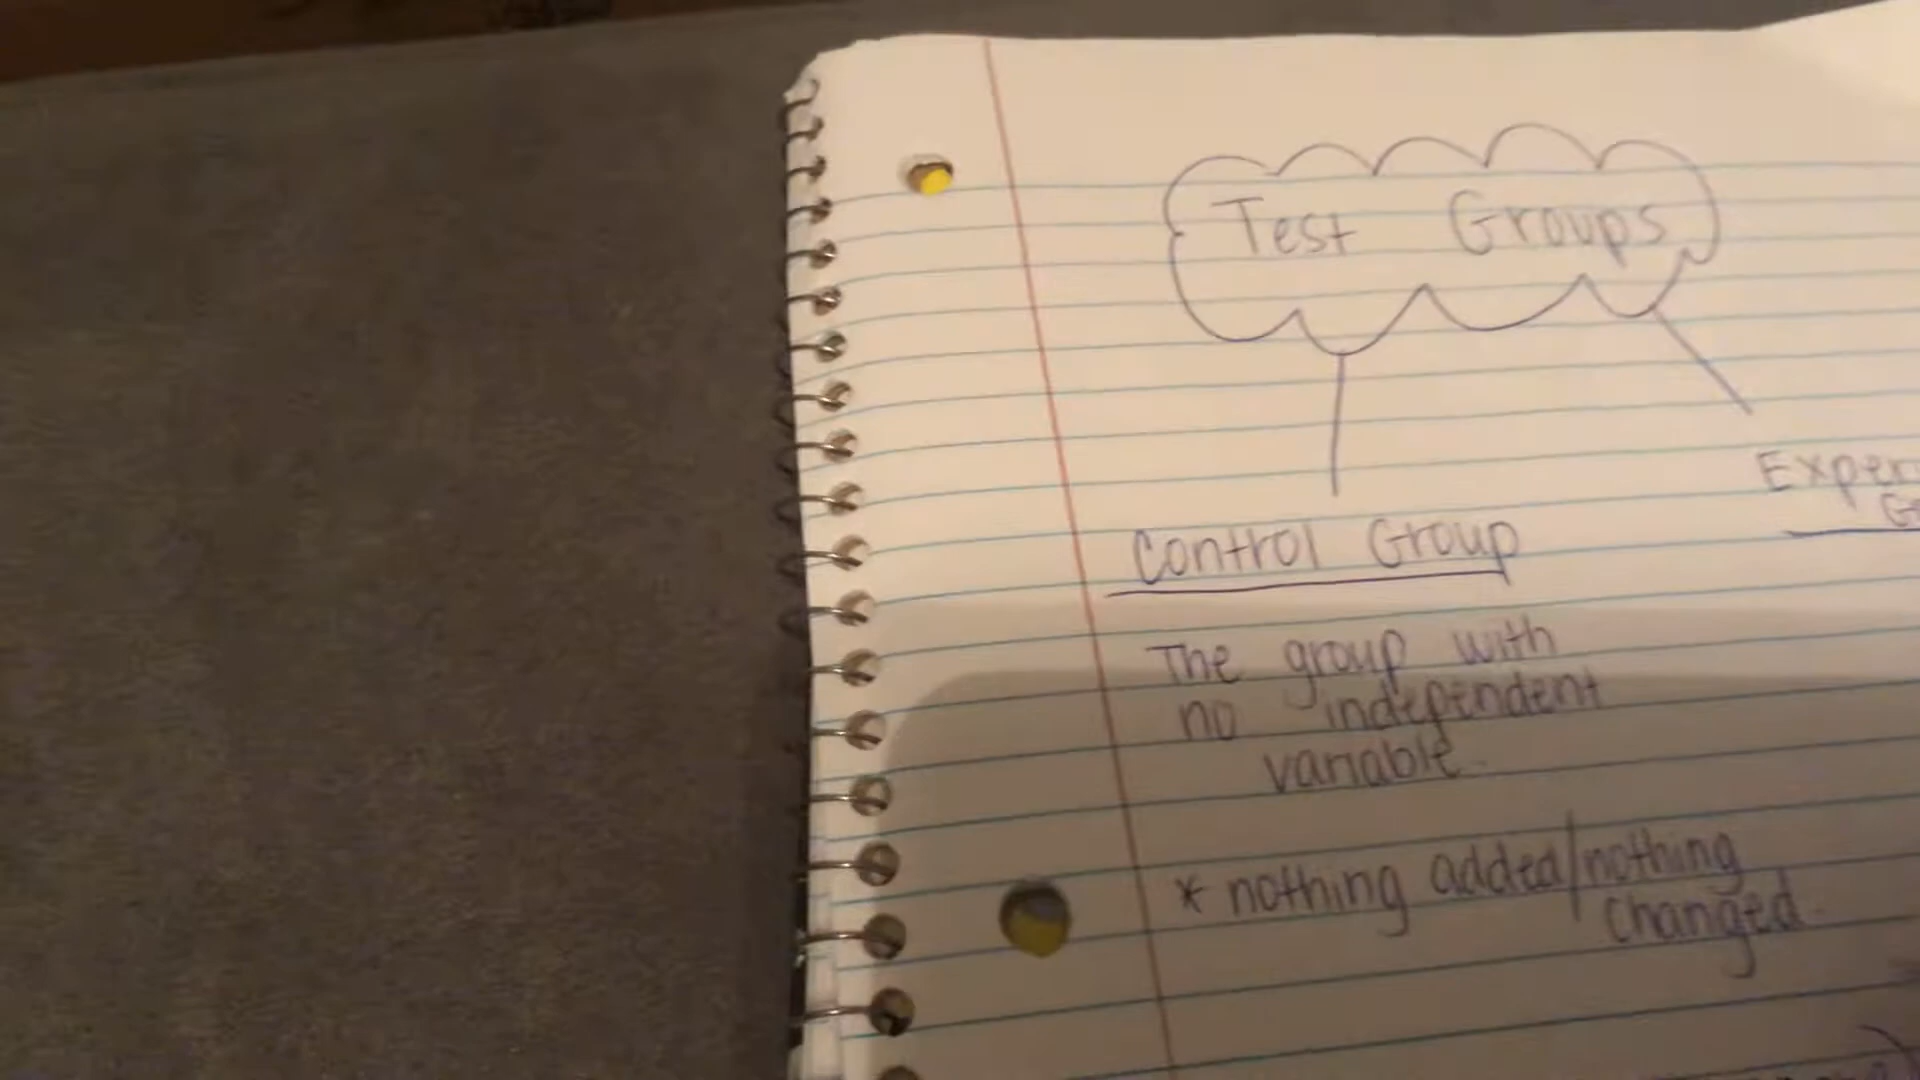 Test Groups
Control Group
The group with
no independent
variable.
* nothing added/nothing
changed.